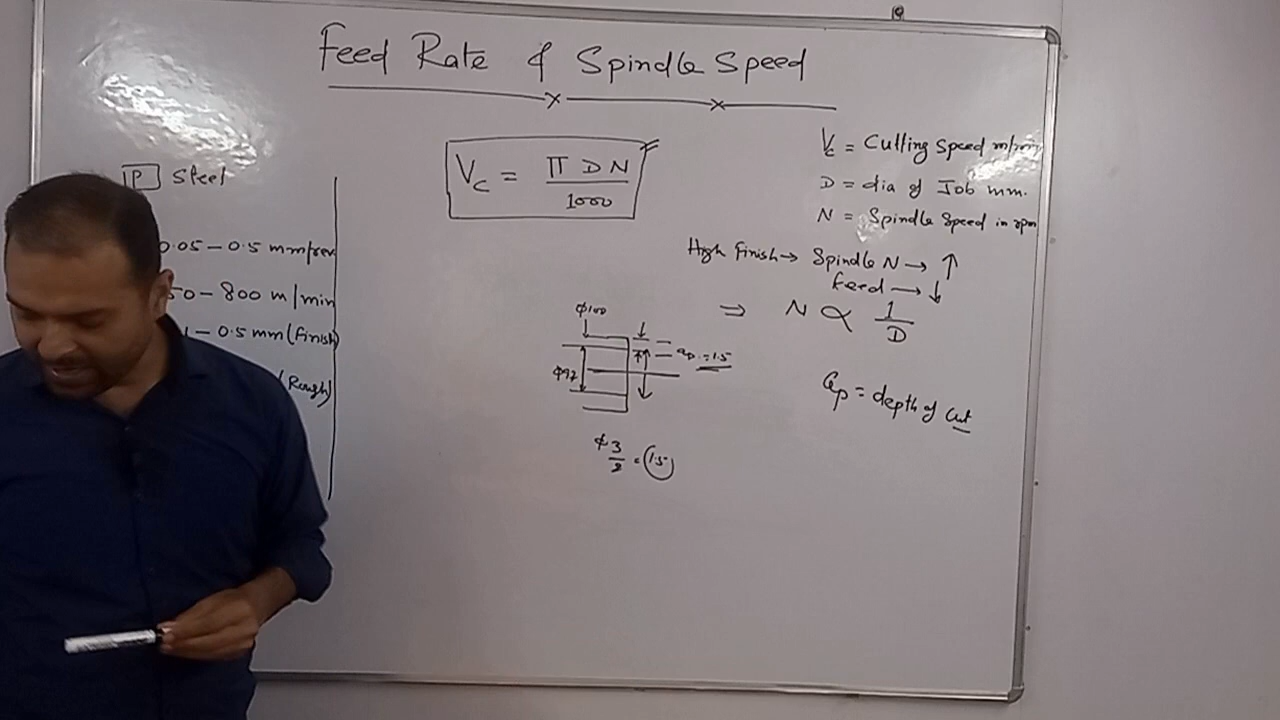 Feed Rate & Spindle Speed
Vc = Π D N / 1000
Vc = Cutting Speed m/min
D = dia of Job mm.
N = Spindle Speed in rpm
High Finish → Spindle N → ↑
feed → ↓
⇒ N ∝ 1/D
ap = depth of cut
P Steel
0.05 – 0.5 mm/rev
50 – 800 m/min
1 – 0.5 mm (finish)
(Rough)
φ100
ap = 1.5
φ97
φ 3/2 = 1.5